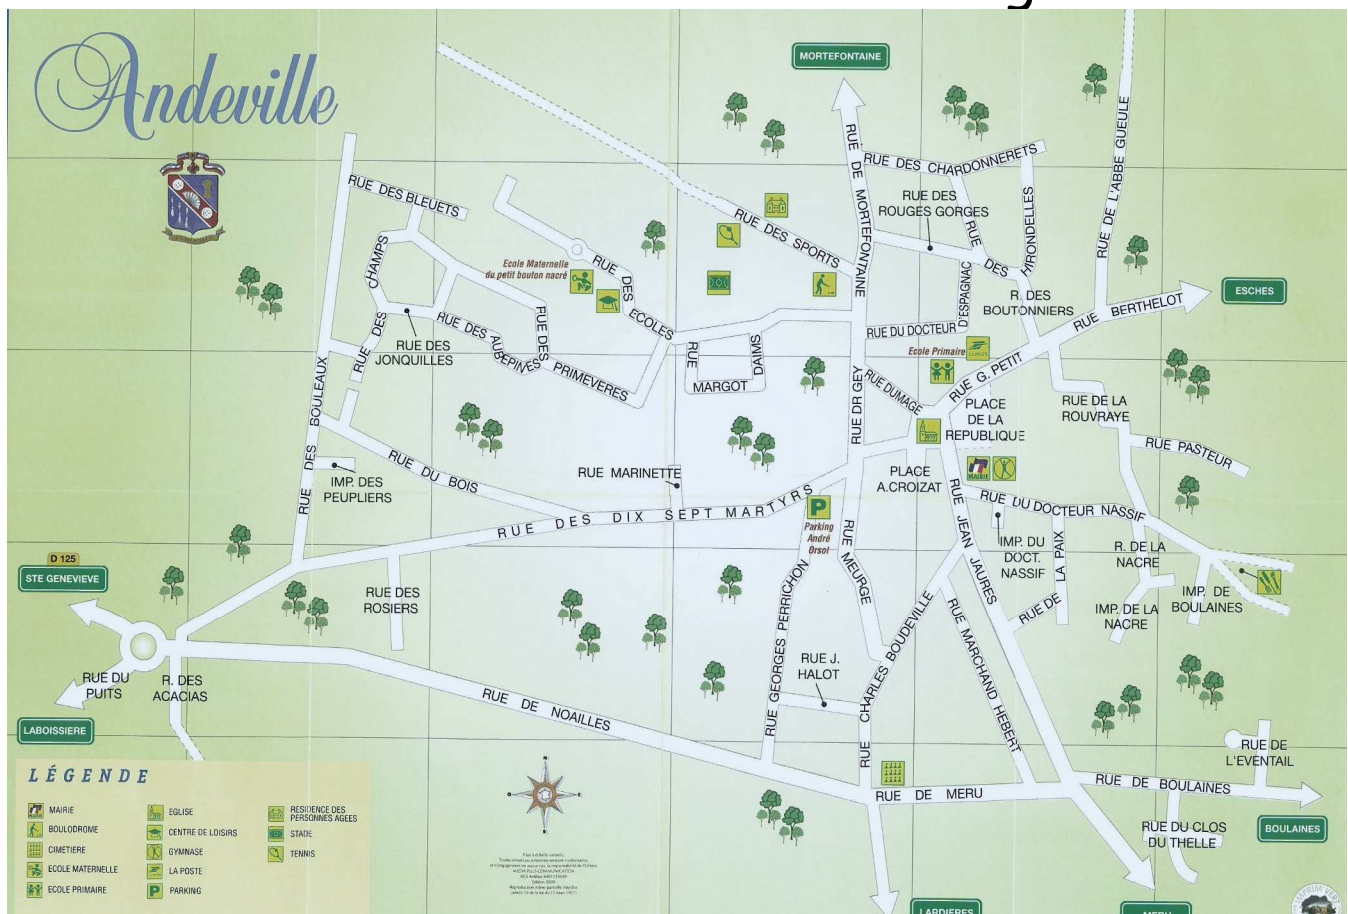 g
Andeville
MORTEFONTAINE
ESCHES
D 125
STE GENEVIEVE
LABOISSIERE
BOULAINES
LARDIERES
MERU
RUE DES BLEUETS
RUE DES CHAMPS
RUE DES
JONQUILLES
RUE DES AUBEPINES
RUE DES PRIMEVERES
RUE DES ECOLES
Ecole Maternelle
du petit bouton nacré
RUE DES SPORTS
RUE DE MORTEFONTAINE
RUE DES CHARDONNERETS
RUE DES
ROUGES GORGES
RUE DES HIRONDELLES
RUE DE L'ABBE GUEULE
R. DES
BOUTONNIERS
RUE BERTHELOT
RUE DU DOCTEUR D'ESPAGNAC
Ecole Primaire
LA POSTE
RUE G. PETIT
RUE DUMAGE
RUE DR GEY
RUE MARGOT DAIMS
PLACE
DE LA
REPUBLIQUE
RUE DE LA
ROUVRAYE
RUE PASTEUR
RUE DES BOULEAUX
IMP. DES
PEUPLIERS
RUE DU BOIS
RUE MARINETTE
RUE DES DIX SEPT MARTYRS
PLACE
A.CROIZAT
MAIRIE
P
Parking
André
Orsol
RUE MEURGE
RUE JEAN JAURES
RUE DU DOCTEUR NASSIF
IMP. DU
DOCT.
NASSIF
RUE DE LA PAIX
R. DE LA
NACRE
IMP. DE LA
NACRE
IMP. DE
BOULAINES
RUE DES
ROSIERS
RUE GEORGES PERRICHON
RUE J.
HALOT
RUE CHARLES BOUDEVILLE
RUE MARCHAND HEBERT
RUE DU
PUITS
R. DES
ACACIAS
RUE DE NOAILLES
RUE DE MERU
RUE DE BOULAINES
RUE DE
L'EVENTAIL
RUE DU CLOS
DU THELLE
LÉGENDE
MAIRIE
BOULODROME
CIMETIERE
ECOLE MATERNELLE
ECOLE PRIMAIRE
EGLISE
CENTRE DE LOISIRS
GYMNASE
LA POSTE
PARKING
RESIDENCE DES
PERSONNES AGEES
STADE
TENNIS
IMPRIM'VERT